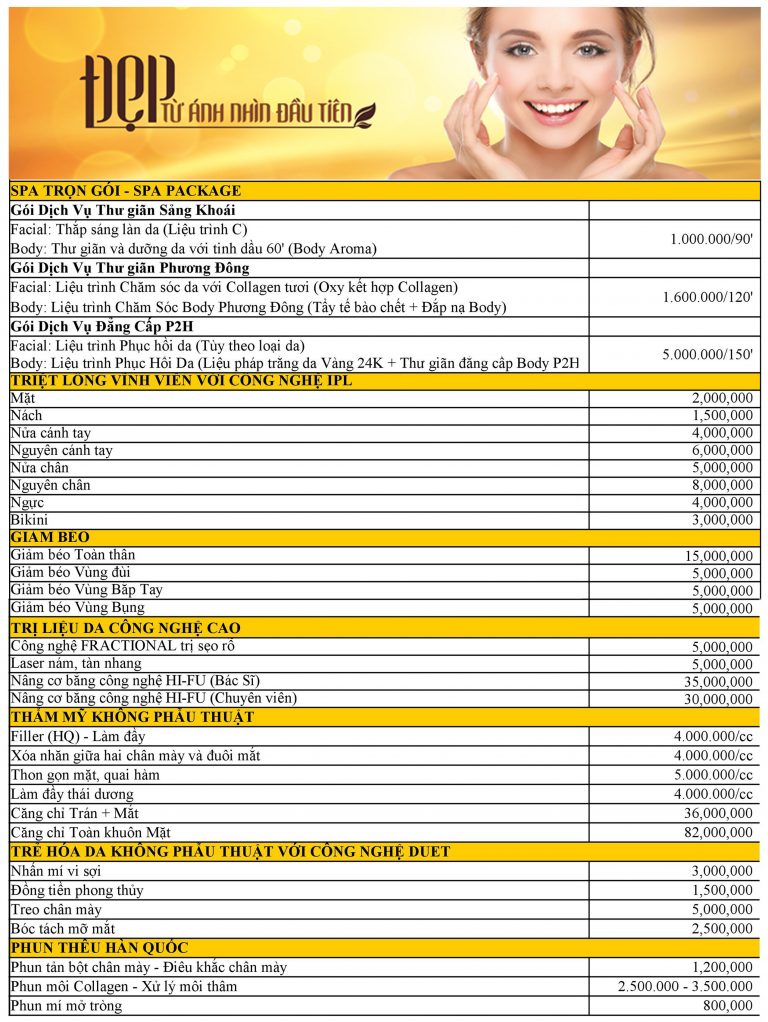 Đẹp
TỪ ÁNH NHÌN ĐẦU TIÊN
SPA TRỌN GÓI - SPA PACKAGE
Gói Dịch Vụ Thư giãn Sảng Khoái
Facial: Thắp sáng làn da (Liệu trình C)
Body: Thư giãn và dưỡng da với tinh dầu 60' (Body Aroma)
1.000.000/90'
Gói Dịch Vụ Thư giãn Phương Đông
Facial: Liệu trình Chăm sóc da với Collagen tươi (Oxy kết hợp Collagen)
Body: Liệu trình Chăm Sóc Body Phương Đông (Tẩy tế bào chết + Đắp nạ Body)
1.600.000/120'
Gói Dịch Vụ Đẳng Cấp P2H
Facial: Liệu trình Phục hồi da (Tùy theo loại da)
Body: Liệu trình Phục Hồi Da (Liệu pháp trắng da Vàng 24K + Thư giãn đẳng cấp Body P2H
5.000.000/150'
TRIỆT LÔNG VĨNH VIỄN VỚI CÔNG NGHỆ IPL
Mặt 2,000,000
Nách 1,500,000
Nửa cánh tay 4,000,000
Nguyên cánh tay 6,000,000
Nửa chân 5,000,000
Nguyên chân 8,000,000
Ngực 4,000,000
Bikini 3,000,000
GIẢM BÉO
Giảm béo Toàn thân 15,000,000
Giảm béo Vùng đùi 5,000,000
Giảm béo Vùng Bắp Tay 5,000,000
Giảm béo Vùng Bụng 5,000,000
TRỊ LIỆU DA CÔNG NGHỆ CAO
Công nghệ FRACTIONAL trị sẹo rỗ 5,000,000
Laser nám, tàn nhang 5,000,000
Nâng cơ bằng công nghệ HI-FU (Bác Sĩ) 35,000,000
Nâng cơ bằng công nghệ HI-FU (Chuyên viên) 30,000,000
THẨM MỸ KHÔNG PHẪU THUẬT
Filler (HQ) - Làm đầy 4.000.000/cc
Xóa nhăn giữa hai chân mày và đuôi mắt 4.000.000/cc
Thon gọn mặt, quai hàm 5.000.000/cc
Làm đầy thái dương 4.000.000/cc
Căng chỉ Trán + Mắt 36,000,000
Căng chỉ Toàn khuôn Mặt 82,000,000
TRẺ HÓA DA KHÔNG PHẪU THUẬT VỚI CÔNG NGHỆ DUET
Nhấn mí vi sợi 3,000,000
Đồng tiền phong thủy 1,500,000
Treo chân mày 5,000,000
Bóc tách mỡ mắt 2,500,000
PHUN THÊU HÀN QUỐC
Phun tán bột chân mày - Điêu khắc chân mày 1,200,000
Phun môi Collagen - Xử lý môi thâm 2.500.000 - 3.500.000
Phun mí mở tròng 800,000